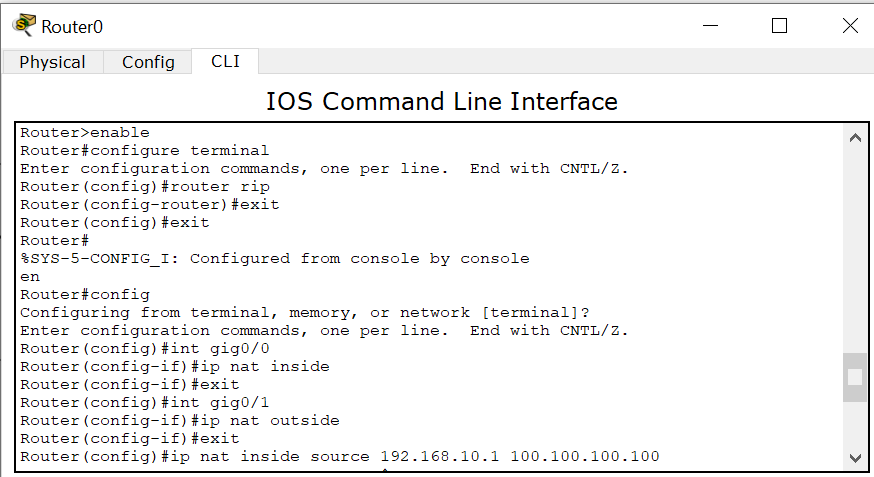 Router0
Physical Config CLI
IOS Command Line Interface
Router>enable
Router#configure terminal
Enter configuration commands, one per line.  End with CNTL/Z.
Router(config)#router rip
Router(config-router)#exit
Router(config)#exit
Router#
%SYS-5-CONFIG_I: Configured from console by console
en
Router#config
Configuring from terminal, memory, or network [terminal]?
Enter configuration commands, one per line.  End with CNTL/Z.
Router(config)#int gig0/0
Router(config-if)#ip nat inside
Router(config-if)#exit
Router(config)#int gig0/1
Router(config-if)#ip nat outside
Router(config-if)#exit
Router(config)#ip nat inside source 192.168.10.1 100.100.100.100